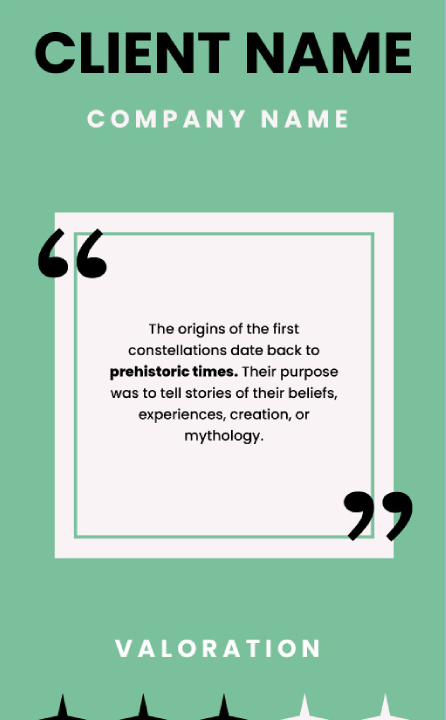 CLIENT NAME
COMPANY NAME
“
The origins of the first
constellations date back to
prehistoric times. Their purpose
was to tell stories of their beliefs,
experiences, creation, or
mythology.
”
VALORATION